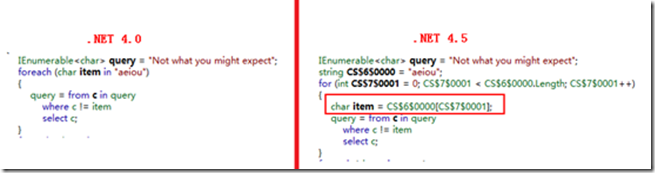 .NET 4.0
IEnumerable<char> query = "Not what you might expect";
foreach (char item in "aeiou")
{
query = from c in query
where c != item
select c;
}
.NET 4.5
IEnumerable<char> query = "Not what you might expect";
string CS$6$0000 = "aeiou";
for (int CS$7$0001 = 0; CS$7$0001 < CS$6$0000.Length; CS$7$0001++)
{
char item = CS$6$0000[CS$7$0001];
query = from c in query
where c != item
select c;
}